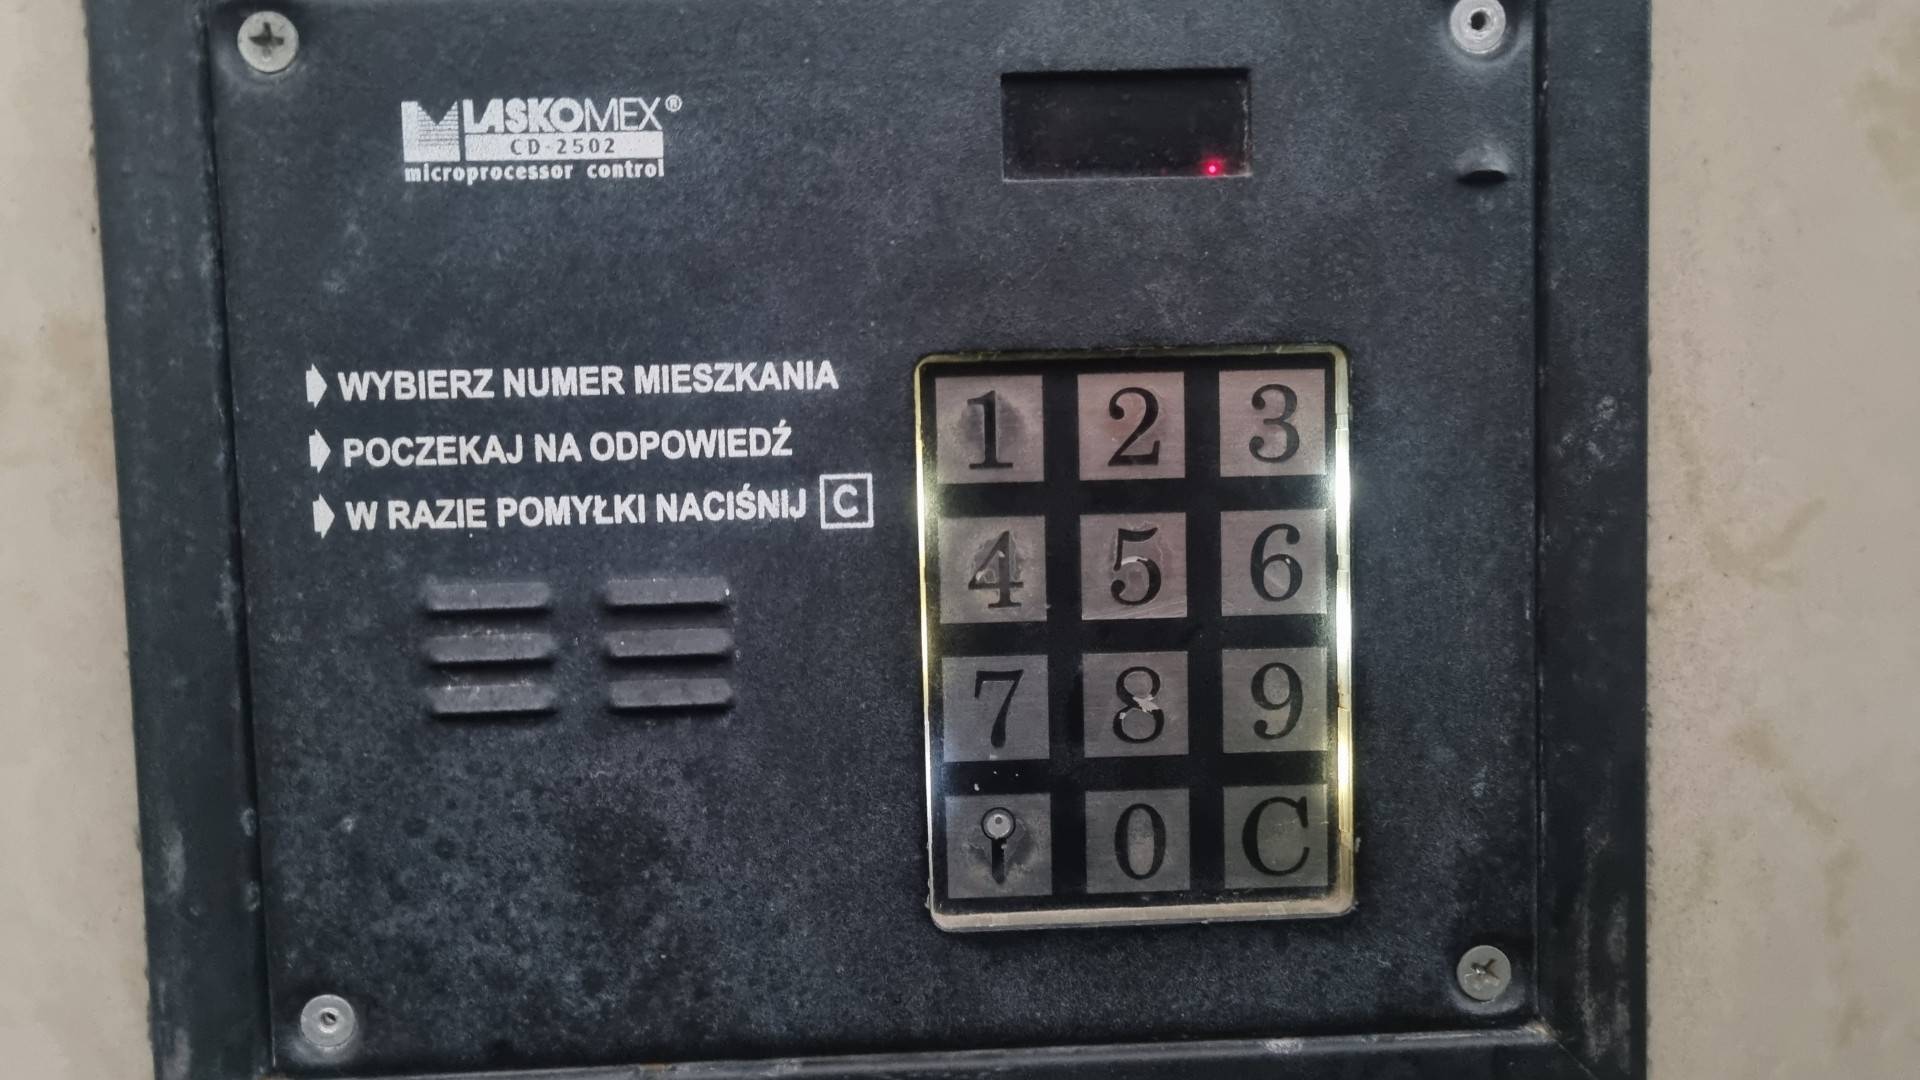 LASKOMEX®
CD-2502
microprocessor control
WYBIERZ NUMER MIESZKANIA
POCZEKAJ NA ODPOWIEDŹ
W RAZIE POMYŁKI NACIŚNIJ C
1 2 3
4 5 6
7 8 9
0 C